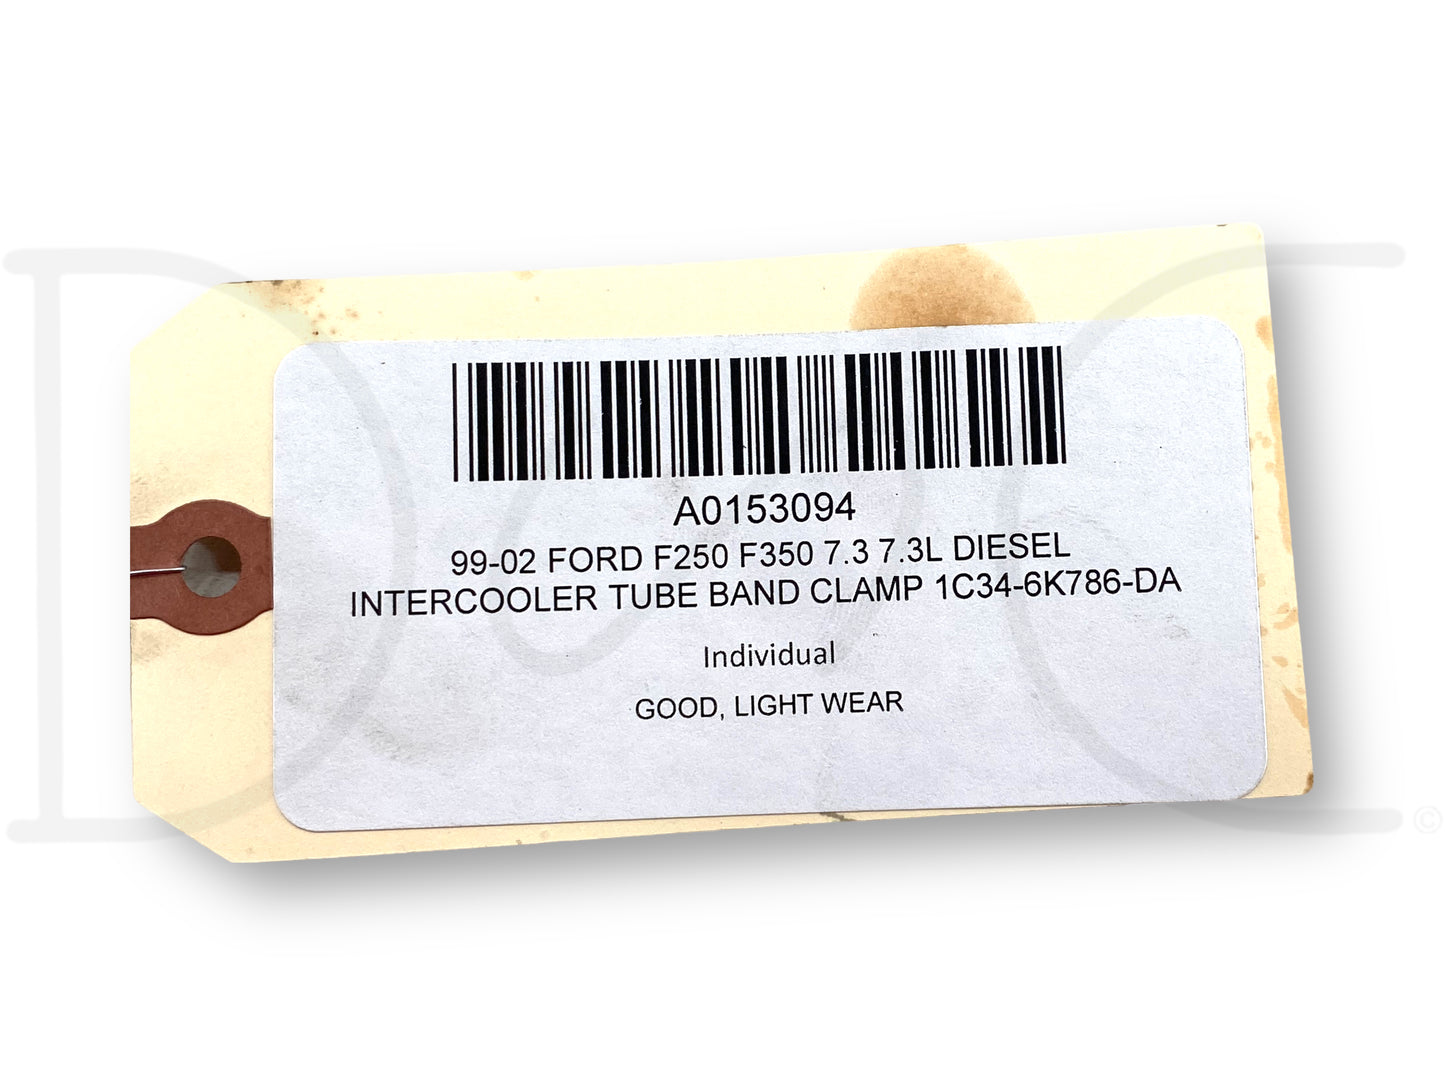 A0153094
99-02 FORD F250 F350 7.3 7.3L DIESEL
INTERCOOLER TUBE BAND CLAMP 1C34-6K786-DA
Individual
GOOD, LIGHT WEAR
©